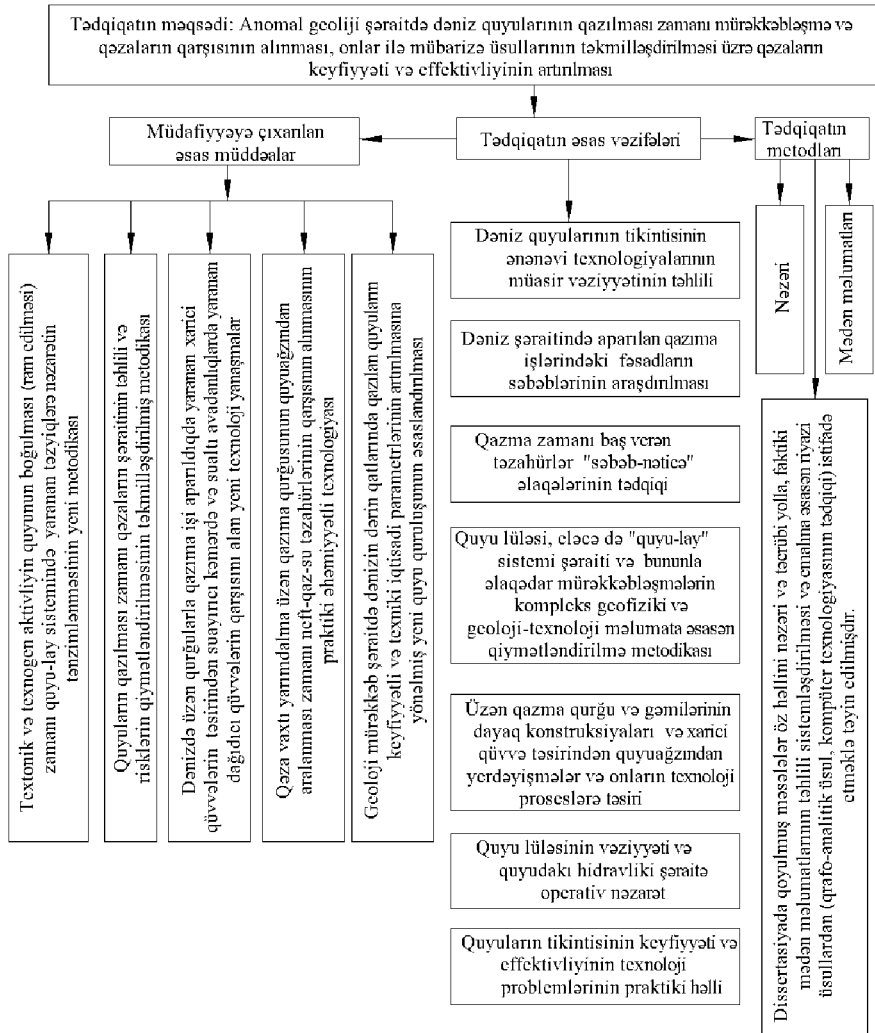 Tədqiqatın məqsədi: Anomal geoliji şəraitdə dəniz quyularının qazılması zamanı mürəkkəbləşmə və
qəzaların qarşısının alınması, onlar ilə mübarizə üsullarının təkmilləşdirilməsi üzrə qəzaların
keyfiyyəti və effektivliyinin artırılması
Müdafiyyəyə çıxarılan
əsas müddəalar
Tədqiqatın əsas vəzifələri
Tədqiqatın
metodları
Textonik və texnogen aktivliyin quyunun boğulması (ram edilməsi)
zamanı quyu-lay sistemində yaranan təzyiqlərə nəzarətin
tənzimlənməsinin yeni metodikası
Quyuların qazılması zamanı qəzaların şəraitinin təhlili və
risklərin qiymətləndirilməsinin təkmilləşdirilmiş metodikası
Dənizdə üzən qurğularla qazıma işi aparıldıqda yaranan xarici
qüvvələrin təsirindən suayırıcı kəmərdə və sualtı avadanlıqlarda yaranan
dağıdıcı qüvvələrin qarşısını alan yeni texnoloji yanaşmalar
Qəza vaxtı yarımdalma üzən qazıma qurğusunun quyuağzından
aralanması zamanı neft-qaz-su təzahürlərinin qarşısının alınmasının
praktiki əhəmiyyətli texnologiyası
Geoloji mürəkkəb şəraitdə dənizin dərin qatlarında qazılan quyuların
keyfiyyətli və texniki iqtisadi parametrlərinin artırılmasına
yönəlmiş yeni quyu quruluşunun əsaslandırılması
Dəniz quyularının tikintisinin
ənənəvi texnologiyalarının
müasir vəziyyətinin təhlili
Dəniz şəraitində aparılan qazıma
işlərindəki fəsadların
səbəblərinin araşdırılması
Qazma zamanı baş verən
təzahürlər "səbəb-nəticə"
əlaqələrinin tədqiqi
Quyu lüləsi, eləcə də "quyu-lay"
sistemi şəraiti və bununla
əlaqədar mürəkkəbləşmələrin
kompleks geofiziki və
geoloji-texnoloji məlumata əsasən
qiymətləndirilmə metodikası
Üzən qazma qurğu və gəmilərinin
dayaq konstruksiyaları və xarici
qüvvə təsirindən quyuağzından
yerdəyişmələr və onların texnoloji
proseslərə təsiri
Quyu lüləsinin vəziyyəti və
quyudakı hidravliki şəraitə
operativ nəzarət
Quyuların tikintisinin keyfiyyəti və
effektivliyinin texnoloji
problemlərinin praktiki həlli
Nəzəri
Mədən məlumatları
Dissertasiyada qoyulmuş məsələlər öz həlini nəzəri və təcrübi yolla, faktiki
mədən məlumatlarının təhlili sistemləşdirilməsi və emalına əsasən riyazi
üsullardan (qrafo-analitik üsul, kompüter texnologiyasının tədqiqi) istifadə
etməklə təyin edilmişdir.